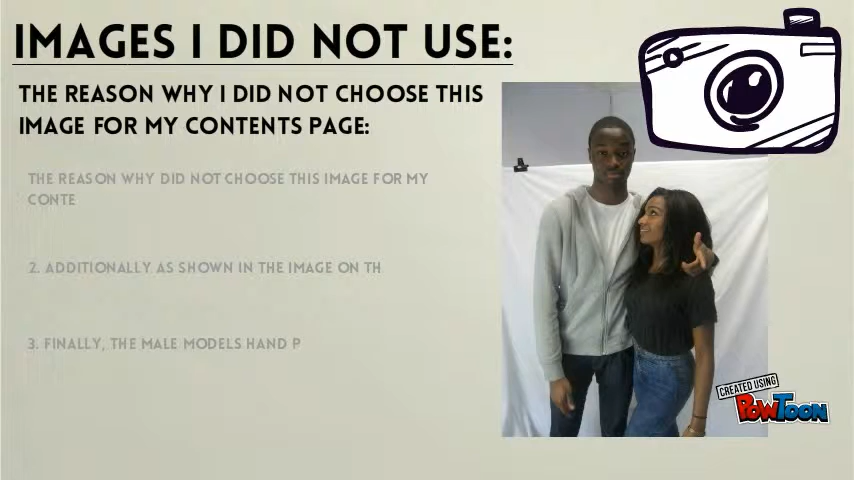 IMAGES I DID NOT USE:
THE REASON WHY I DID NOT CHOOSE THIS
IMAGE FOR MY CONTENTS PAGE:
THE REASON WHY DID NOT CHOOSE THIS IMAGE FOR MY
CONTE
2. ADDITIONALLY AS SHOWN IN THE IMAGE ON TH
3. FINALLY, THE MALE MODELS HAND P
CREATED USING
POWTOON